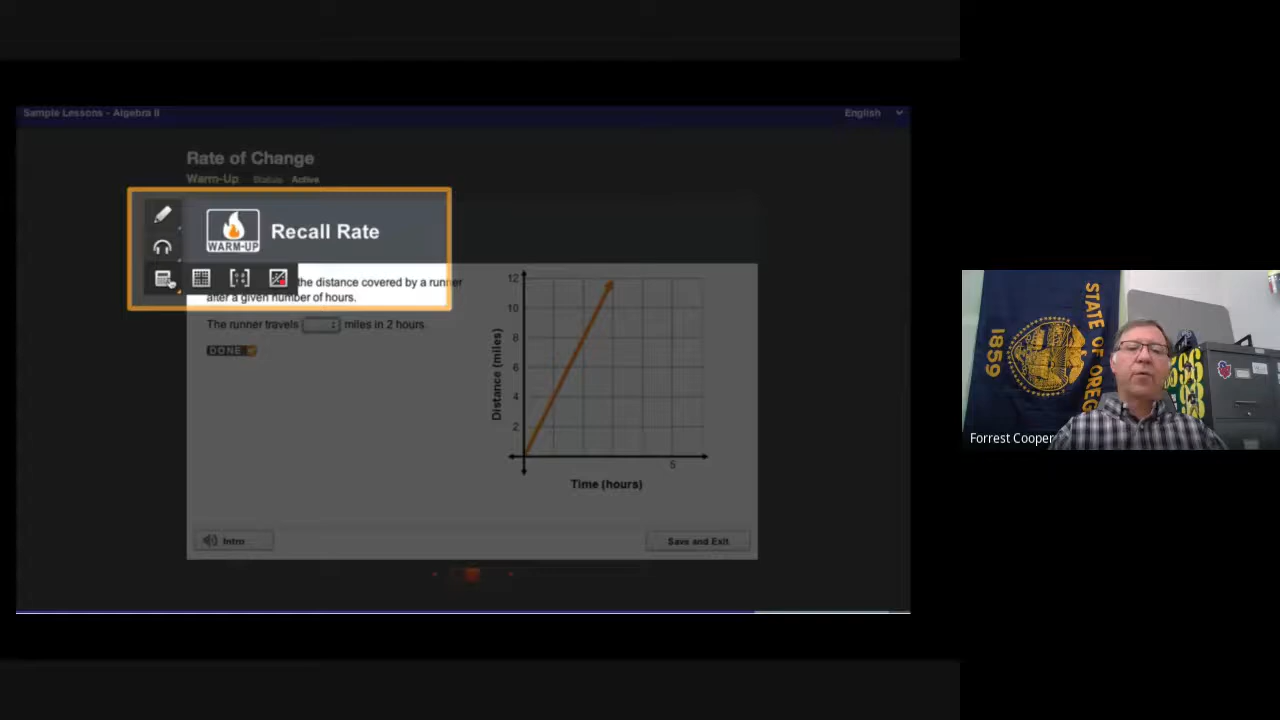 Sample Lessons - Algebra II
English
Rate of Change
Warm-Up Status Active
WARM-UP
Recall Rate
the distance covered by a runner
after a given number of hours.
The runner travels miles in 2 hours.
DONE
12
10
8
6
4
2
5
Distance (miles)
Time (hours)
Intro
Save and Exit
STATE OF OREG
1859
Forrest Cooper